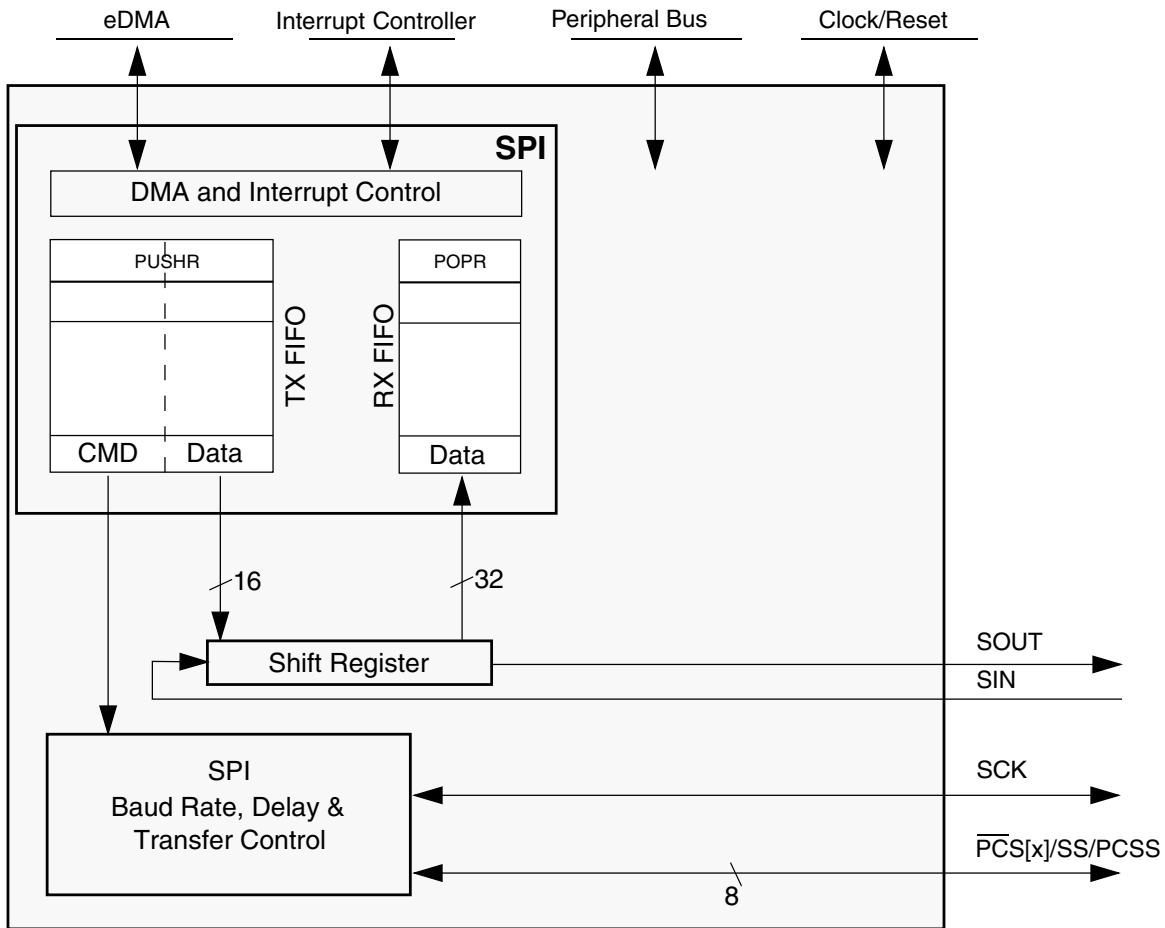 eDMA
Interrupt Controller
Peripheral Bus
Clock/Reset
SPI
DMA and Interrupt Control
PUSHR
POPR
TX FIFO
RX FIFO
CMD
Data
Data
16
32
Shift Register
SOUT
SIN
SPI
Baud Rate, Delay &
Transfer Control
SCK
PCS[x]/SS/PCSS
8